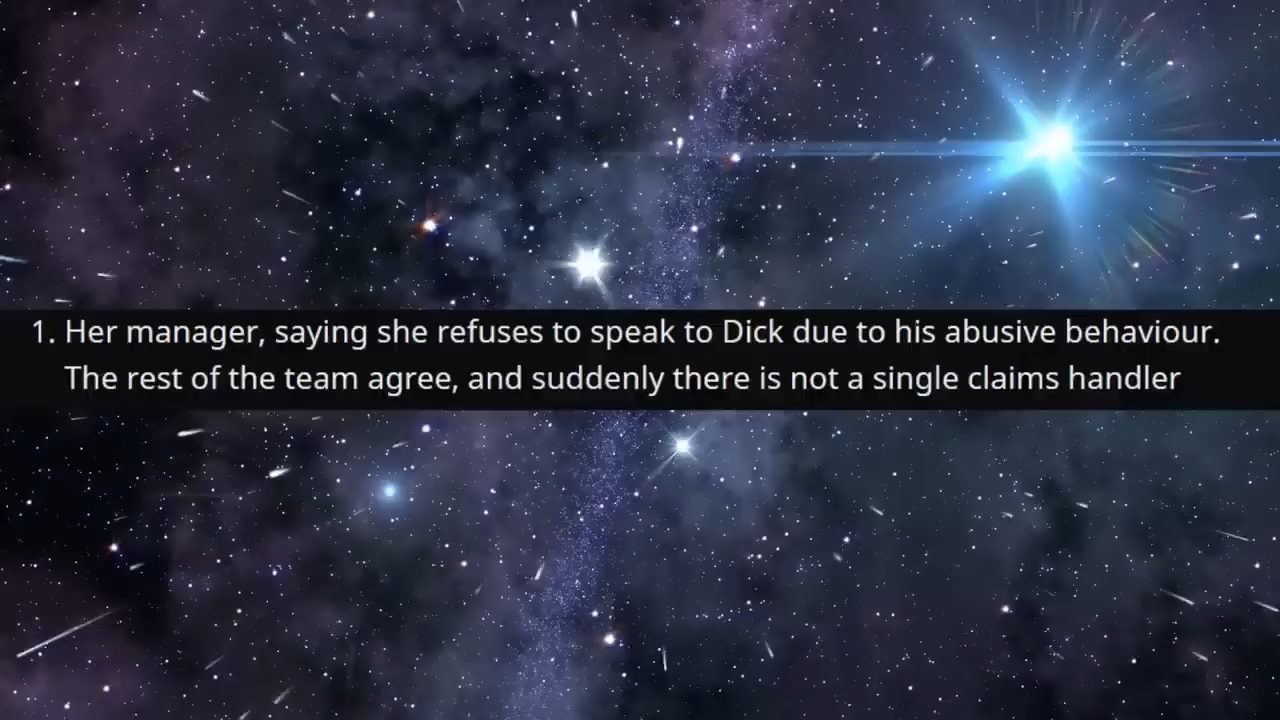 1. Her manager, saying she refuses to speak to Dick due to his abusive behaviour.
The rest of the team agree, and suddenly there is not a single claims handler